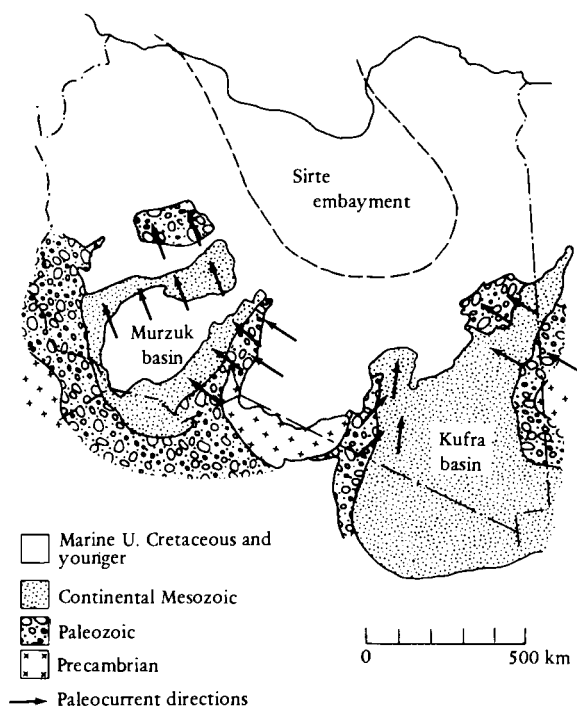 Sirte
embayment
Murzuk
basin
Kufra
basin
Marine U. Cretaceous and
younger
Continental Mesozoic
Paleozoic
Precambrian
Paleocurrent directions
0 500 km